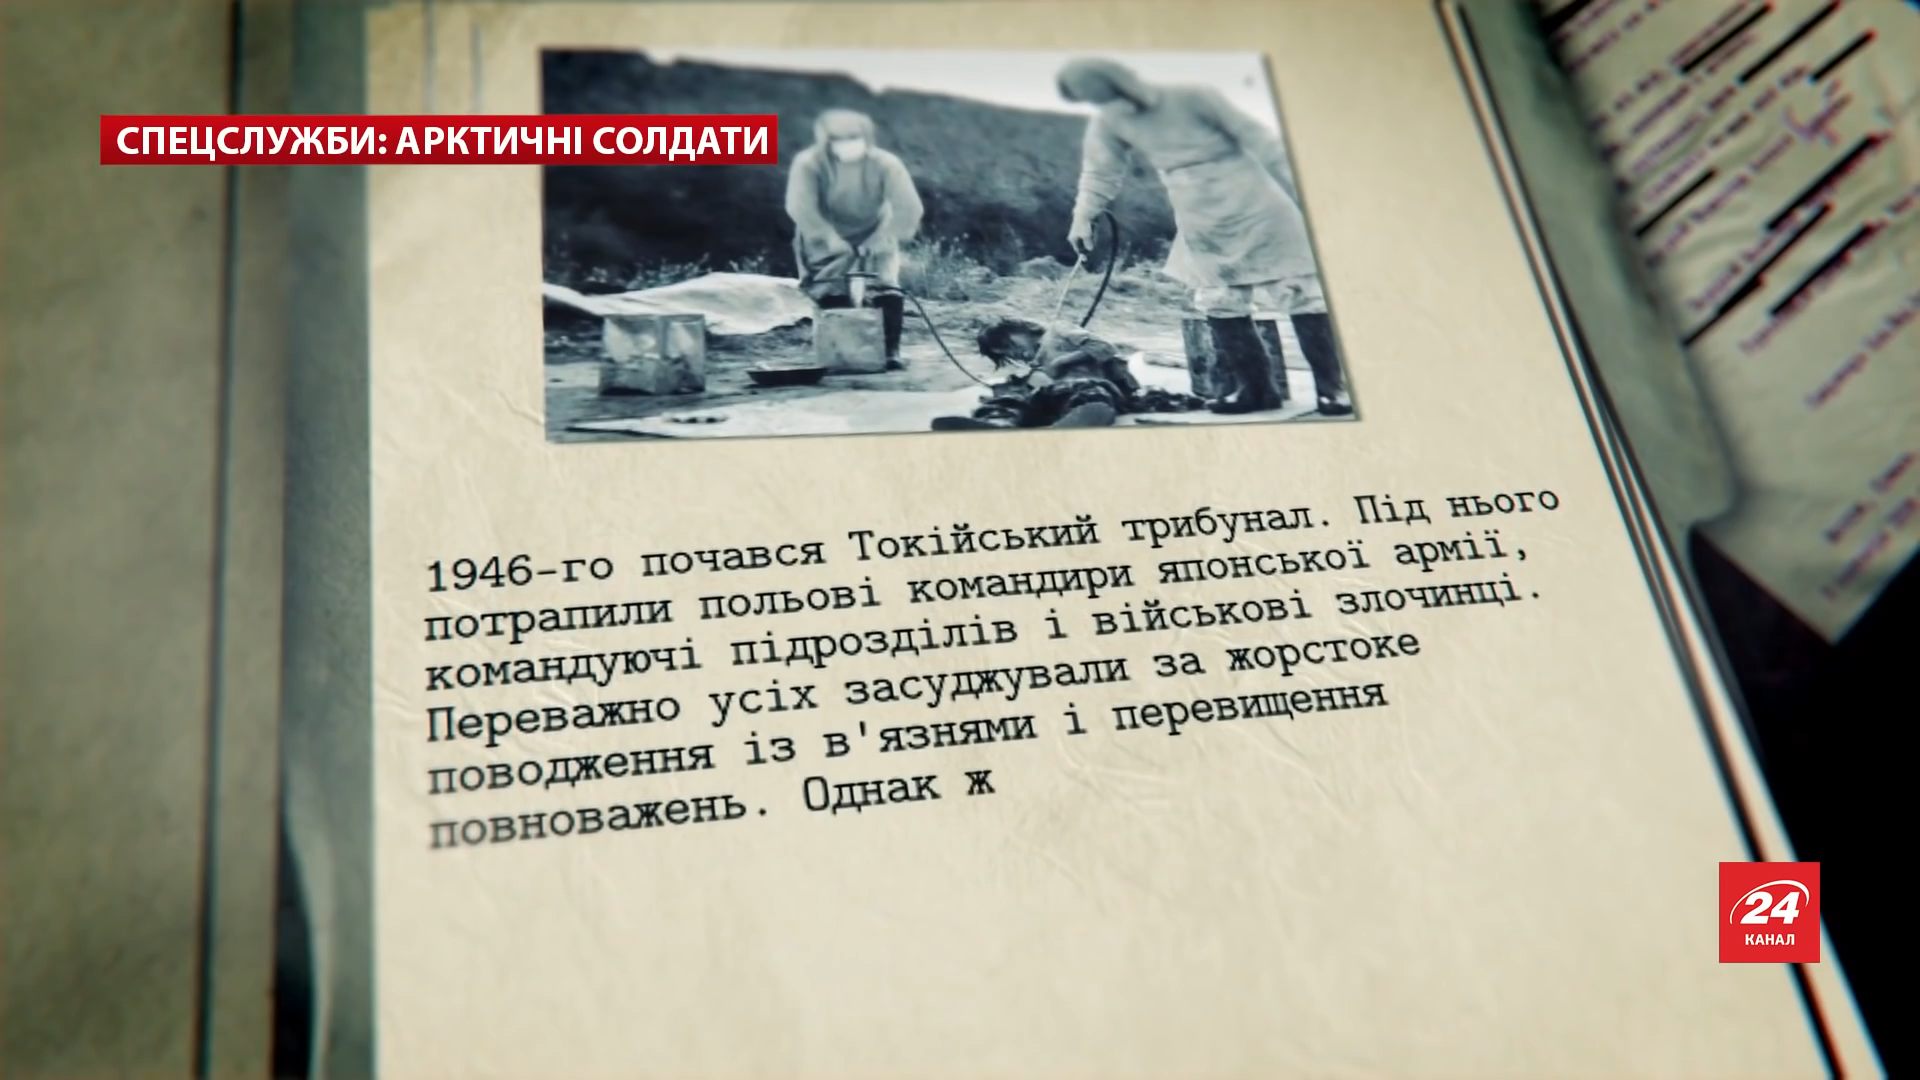 СПЕЦСЛУЖБИ: АРКТИЧНІ СОЛДАТИ
1946-го почався Токійський трибунал. Під нього
потрапили польові командири японської армії,
командуючі підрозділів і військові злочинці.
Переважно усіх засуджували за жорстоке
поводження із в'язнями і перевищення
повноважень. Однак ж
24
КАНАЛ